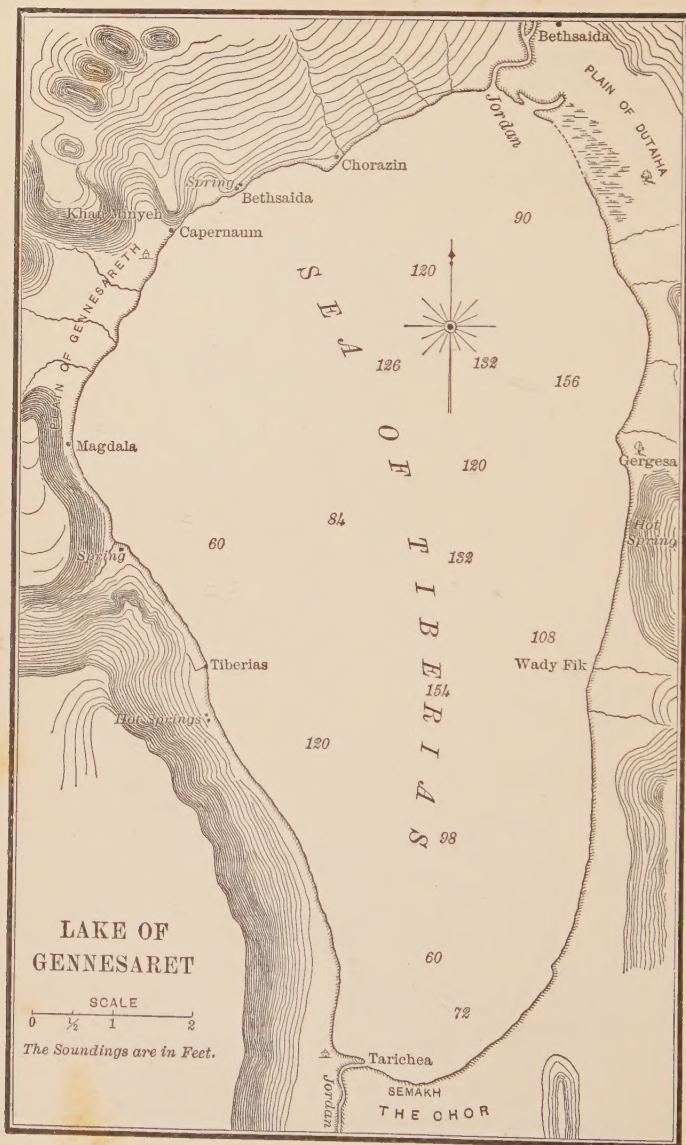 Bethsaida
PLAIN OF DUTAIHA
Jordan
Chorazin
Spring
Bethsaida
Khan Minyeh
Capernaum
PLAIN OF GENNESARETH
90
120
SEA OF TIBERIAS
126
132
156
Magdala
120
Gergesa
84
60
132
Hot
Spring
Spring
108
Tiberias
Wady Fik
154
Hot Springs
120
98
LAKE OF
GENNESARET
60
SCALE
0 ½ 1 2
72
The Soundings are in Feet.
Tarichea
Jordan
SEMAKH
THE CHOR